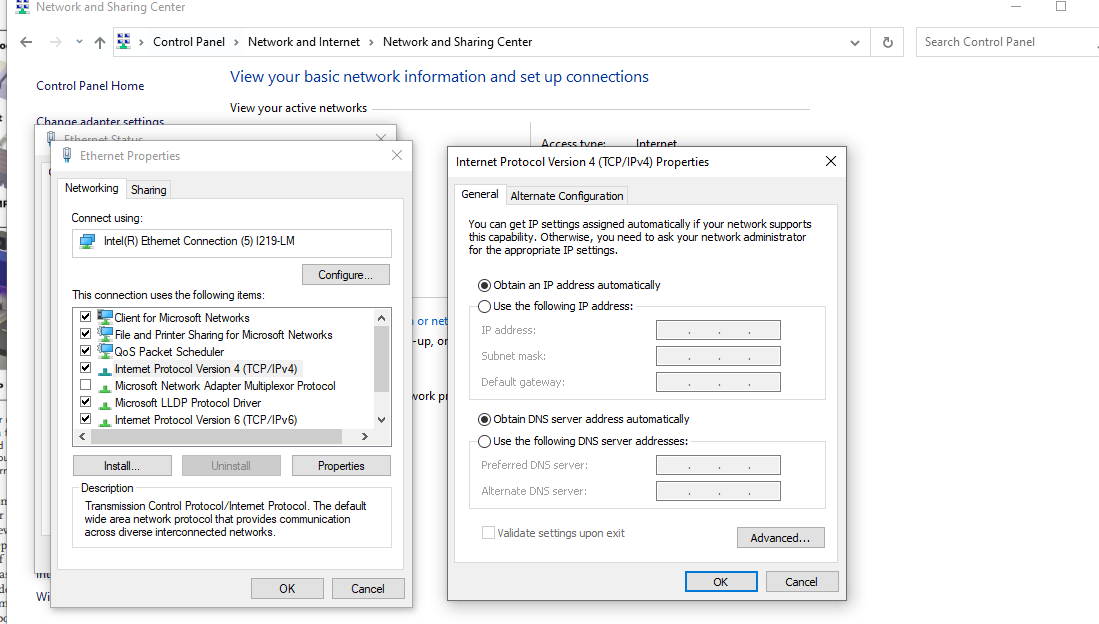 Network and Sharing Center
Control Panel
Network and Internet
Network and Sharing Center
Search Control Panel
Control Panel Home
Change adapter settings
View your basic network information and set up connections
View your active networks
Access type:
Internet
Ethernet Status
Ethernet Properties
Networking
Sharing
Connect using:
Intel(R) Ethernet Connection (5) I219-LM
Configure...
This connection uses the following items:
Client for Microsoft Networks
File and Printer Sharing for Microsoft Networks
QoS Packet Scheduler
Internet Protocol Version 4 (TCP/IPv4)
Microsoft Network Adapter Multiplexor Protocol
Microsoft LLDP Protocol Driver
Internet Protocol Version 6 (TCP/IPv6)
Install...
Uninstall
Properties
Description
Transmission Control Protocol/Internet Protocol. The default
wide area network protocol that provides communication
across diverse interconnected networks.
OK
Cancel
or net
-up, or
work pr
Wi
Internet Protocol Version 4 (TCP/IPv4) Properties
General
Alternate Configuration
You can get IP settings assigned automatically if your network supports
this capability. Otherwise, you need to ask your network administrator
for the appropriate IP settings.
Obtain an IP address automatically
Use the following IP address:
IP address:
Subnet mask:
Default gateway:
Obtain DNS server address automatically
Use the following DNS server addresses:
Preferred DNS server:
Alternate DNS server:
Validate settings upon exit
Advanced...
OK
Cancel